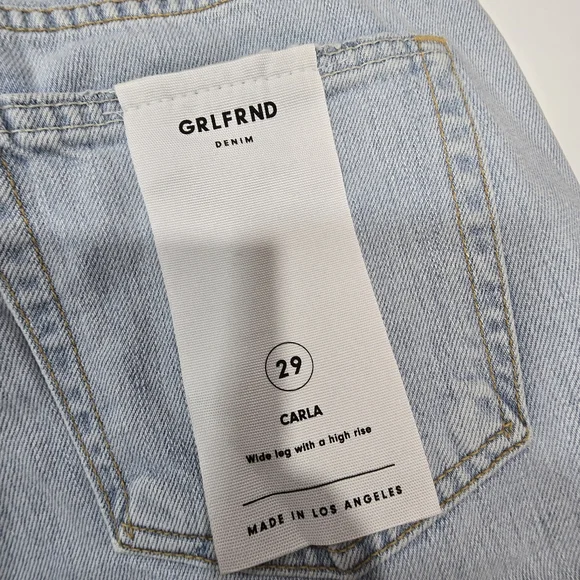 GRLFRND
DENIM
29
CARLA
Wide leg with a high rise
MADE IN LOS ANGELES